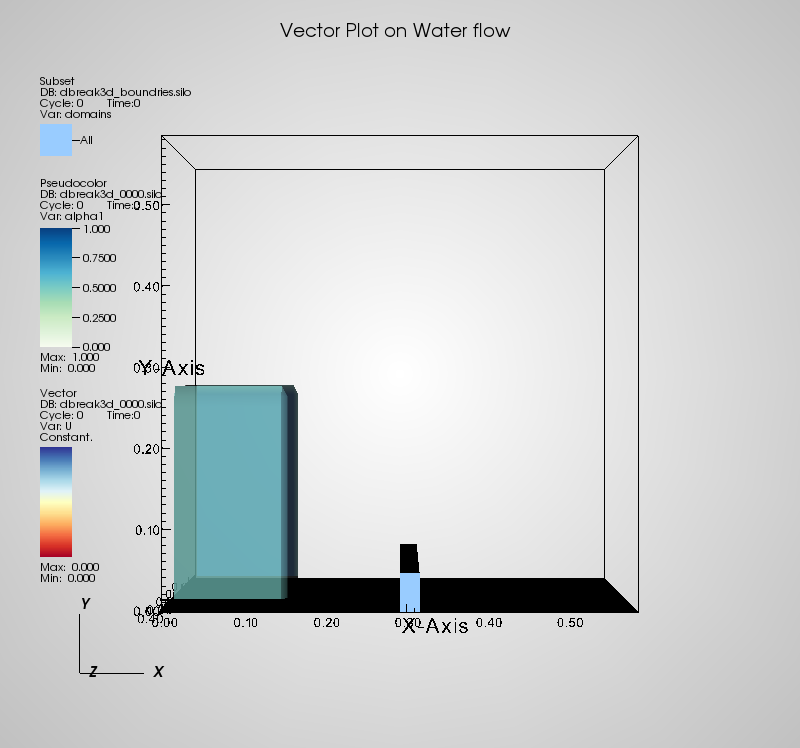 Vector Plot on Water flow
Subset
DB: dbreak3d_boundries.silo
Cycle: 0 Time:0
Var: domains
All
Pseudocolor
DB: dbreak3d_0000.silo
Cycle: 0 Time:0
Var: alpha1
1.000
0.7500
0.5000
0.2500
0.000
Max: 1.000
Min: 0.000
Vector
DB: dbreak3d_0000.silo
Cycle: 0 Time:0
Var: U
Constant.
Max: 0.000
Min: 0.000
0.50
0.40
0.30
Y-Axis
0.20
0.10
0.00 0.10 0.20 0.30 0.40 0.50
X-Axis
Y
Z X